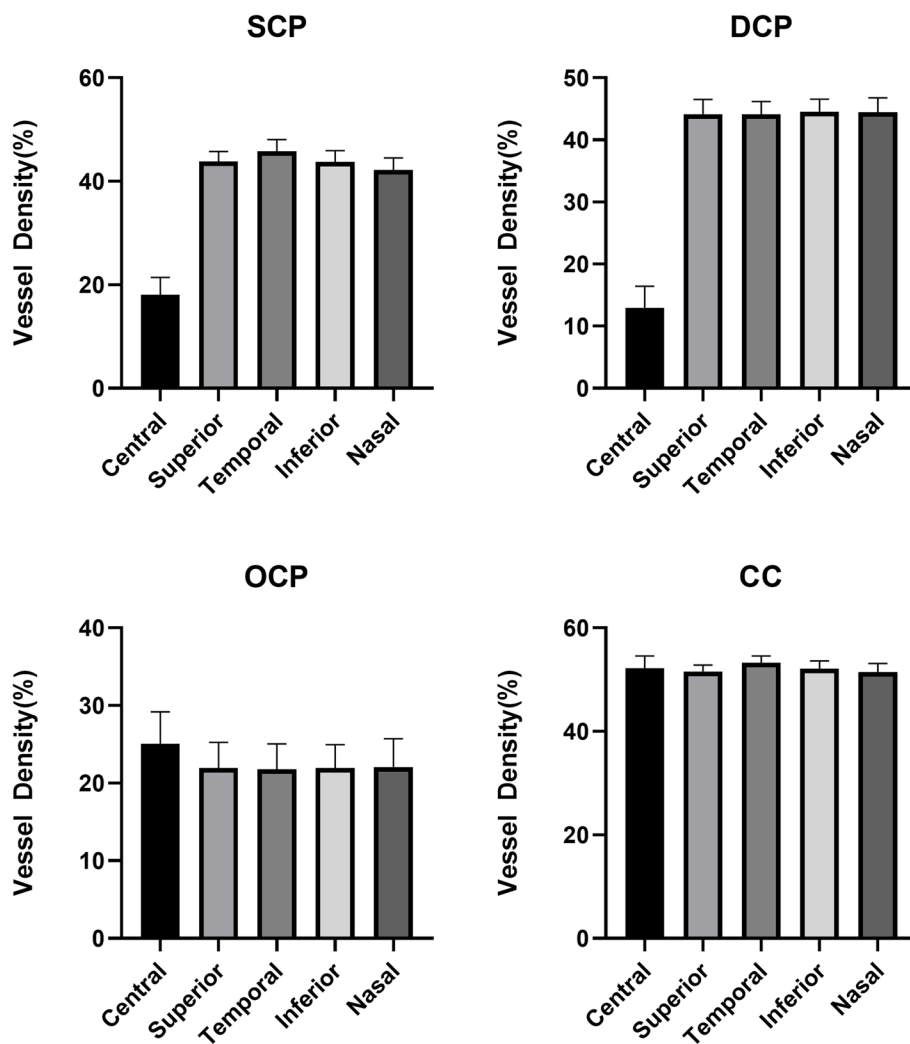 SCP
Vessel Density(%)
60
40
20
0
Central
Superior
Temporal
Inferior
Nasal
DCP
Vessel Density(%)
50
40
30
20
10
0
Central
Superior
Temporal
Inferior
Nasal
OCP
Vessel Density(%)
40
30
20
10
0
Central
Superior
Temporal
Inferior
Nasal
CC
Vessel Density(%)
60
40
20
0
Central
Superior
Temporal
Inferior
Nasal